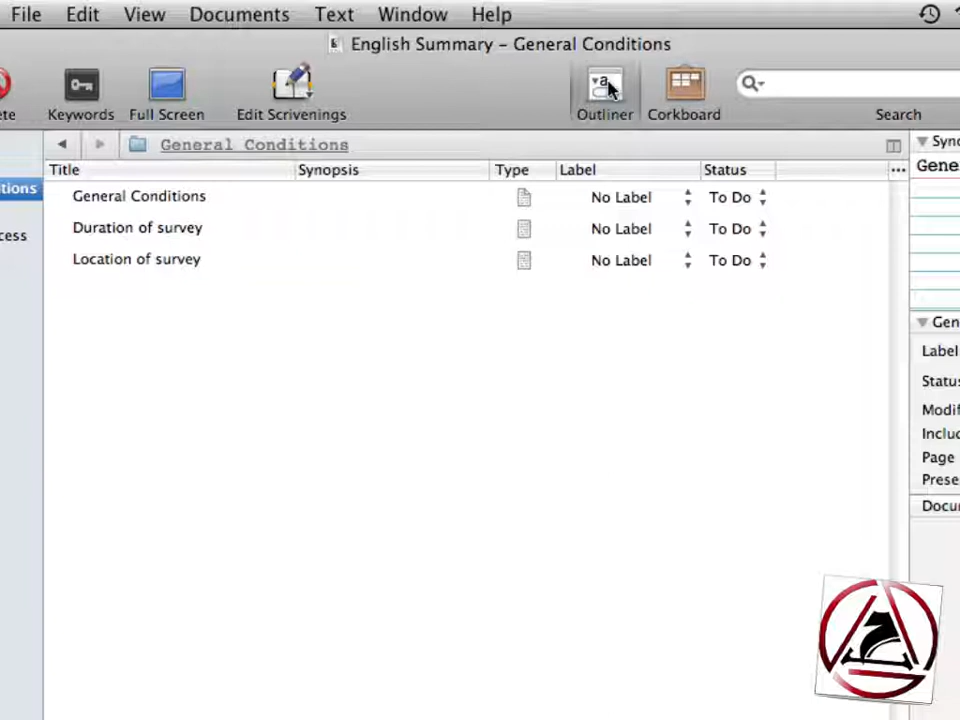 File Edit View Documents Text Window Help
English Summary – General Conditions
Keywords Full Screen Edit Scrivenings Outliner Corkboard Search
General Conditions
Title Synopsis Type Label Status
General Conditions No Label To Do
Duration of survey No Label To Do
Location of survey No Label To Do
Label
Page